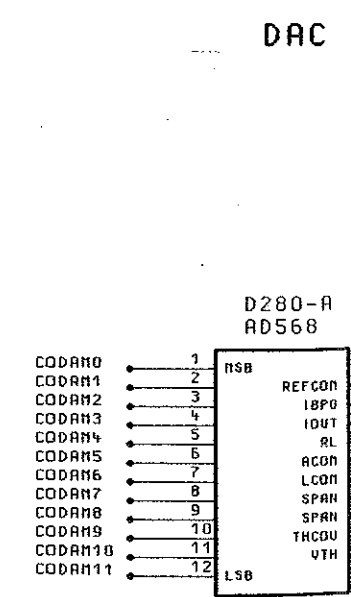 DAC
D280-A
AD568
CODAM0 1 MSB
CODAM1 2
REFCOM
CODAM2 3
IBPO
CODAM3 4
IOUT
CODAM4 5
RL
CODAM5 6
ACOM
CODAM6 7
LCOM
CODAM7 8
SPAN
CODAM8 9
SPAN
CODAM9 10
THCOV
CODAM10 11
VTH
CODAM11 12 LSB